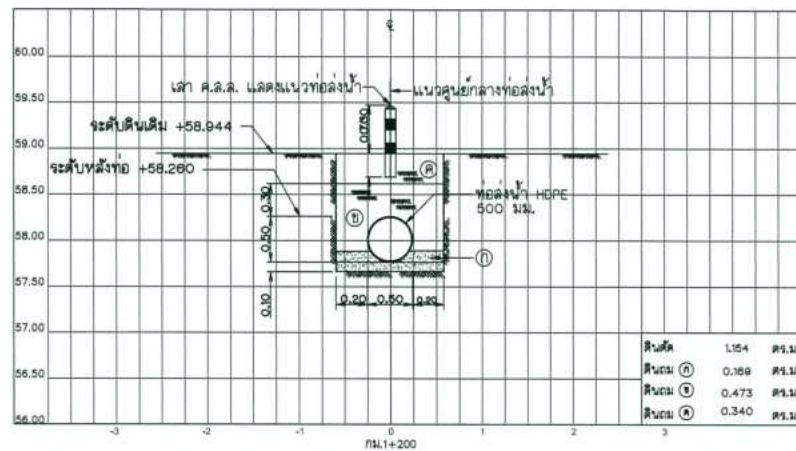 ℄
60.00
59.50
59.00
58.50
58.00
57.50
57.00
56.50
56.00
เสา ค.ส.ล. แสดงแนวท่อส่งน้ำ
แนวศูนย์กลางท่อส่งน้ำ
ระดับดินเดิม +58.944
ระดับหลังท่อ +58.260
ค
ท่อส่งน้ำ HDPE
500 มม.
0.30
ข
0.50
ก
0.10
0.20 0.50 0.20
ดินตัด 1.154 ตร.ม
ดินถม ก 0.169 ตร.ม
ดินถม ข 0.473 ตร.ม
ดินถม ค 0.340 ตร.ม
-3 -2 -1 0 1 2 3
กม.1+200